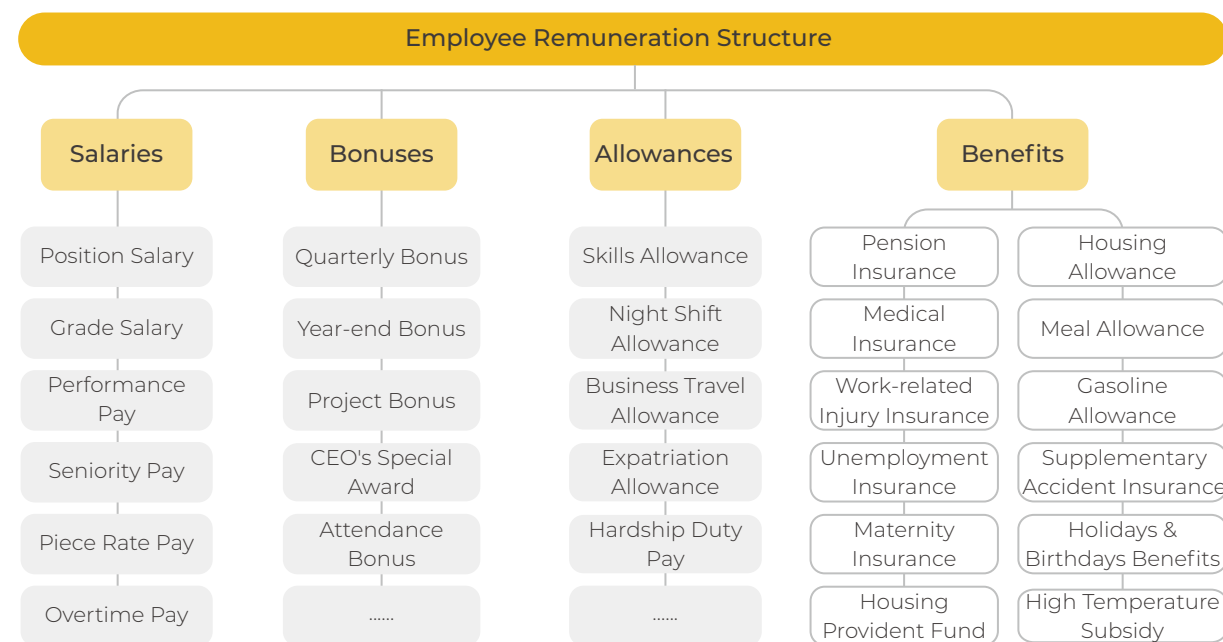 Employee Remuneration Structure
Salaries
Position Salary
Grade Salary
Performance
Pay
Seniority Pay
Piece Rate Pay
Overtime Pay
Bonuses
Quarterly Bonus
Year-end Bonus
Project Bonus
CEO's Special
Award
Attendance
Bonus
......
Allowances
Skills Allowance
Night Shift
Allowance
Business Travel
Allowance
Expatriation
Allowance
Hardship Duty
Pay
......
Benefits
Pension
Insurance
Medical
Insurance
Work-related
Injury Insurance
Unemployment
Insurance
Maternity
Insurance
Housing
Provident Fund
Housing
Allowance
Meal Allowance
Gasoline
Allowance
Supplementary
Accident Insurance
Holidays &
Birthdays Benefits
High Temperature
Subsidy